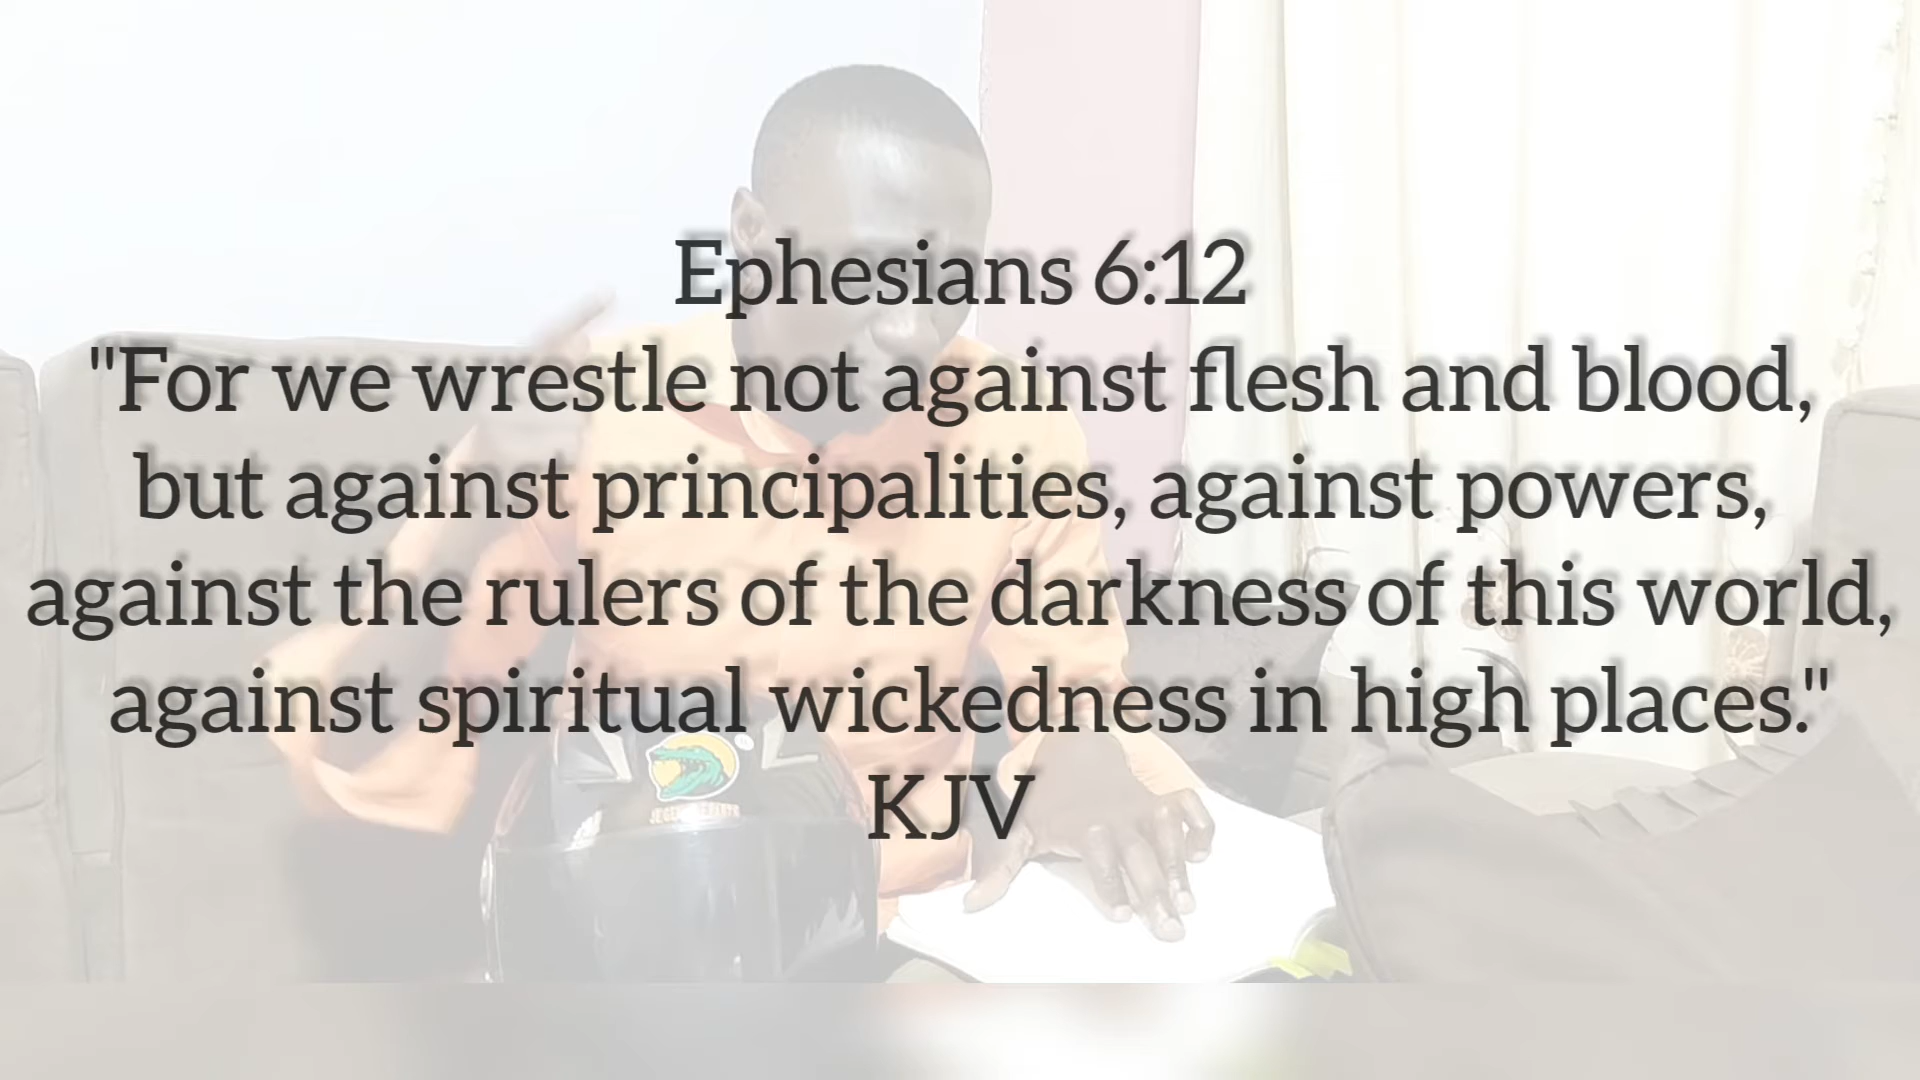 Ephesians 6:12
"For we wrestle not against flesh and blood,
but against principalities, against powers,
against the rulers of the darkness of this world,
against spiritual wickedness in high places."
KJV